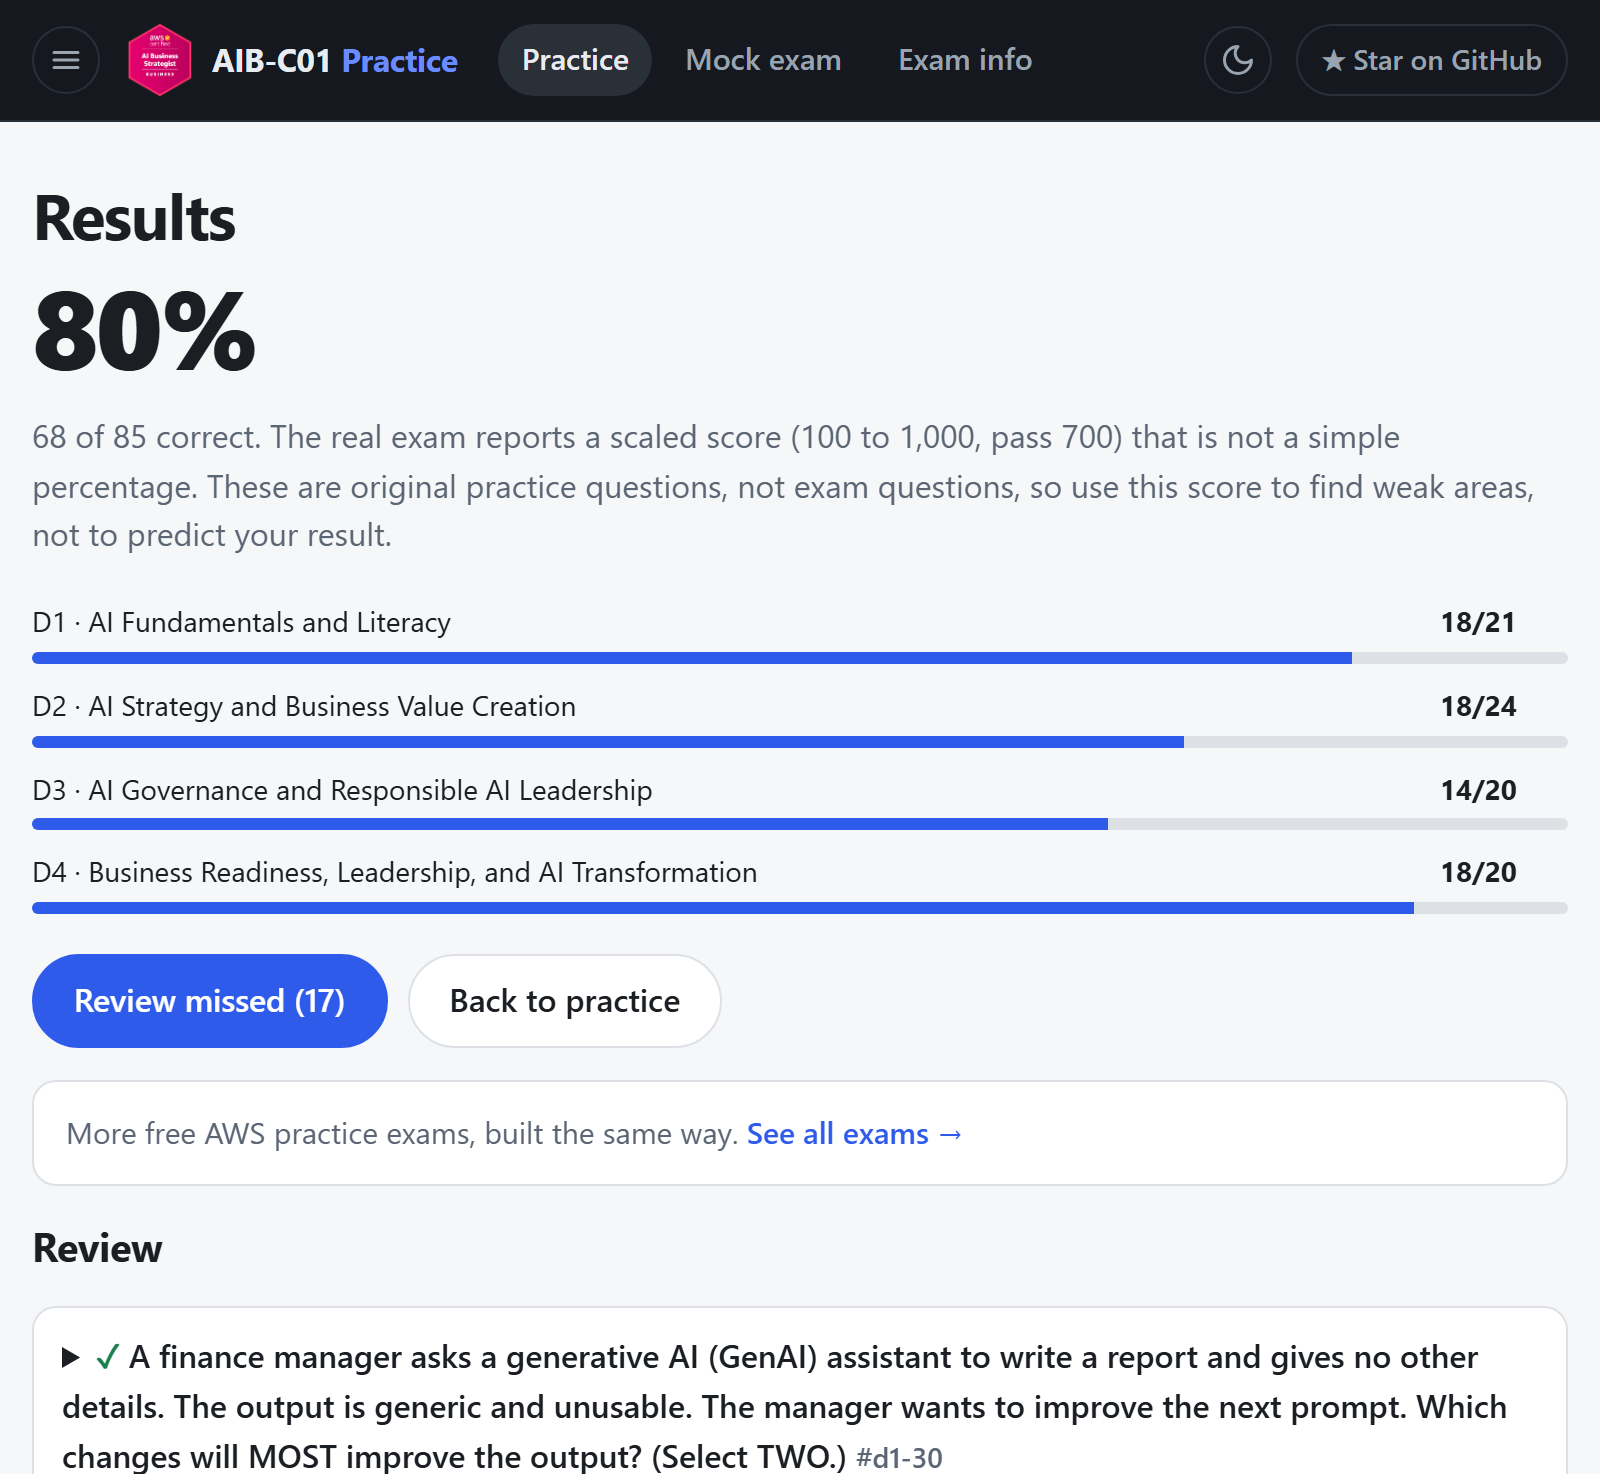 aws
certified
AI Business
Strategist
BUSINESS
AIB-C01 Practice
Practice
Mock exam
Exam info
★ Star on GitHub
Results
80%
68 of 85 correct. The real exam reports a scaled score (100 to 1,000, pass 700) that is not a simple
percentage. These are original practice questions, not exam questions, so use this score to find weak areas,
not to predict your result.
D1 · AI Fundamentals and Literacy 18/21
D2 · AI Strategy and Business Value Creation 18/24
D3 · AI Governance and Responsible AI Leadership 14/20
D4 · Business Readiness, Leadership, and AI Transformation 18/20
Review missed (17)
Back to practice
More free AWS practice exams, built the same way. See all exams →
Review
▶ ✓ A finance manager asks a generative AI (GenAI) assistant to write a report and gives no other
details. The output is generic and unusable. The manager wants to improve the next prompt. Which
changes will MOST improve the output? (Select TWO.) #d1-30